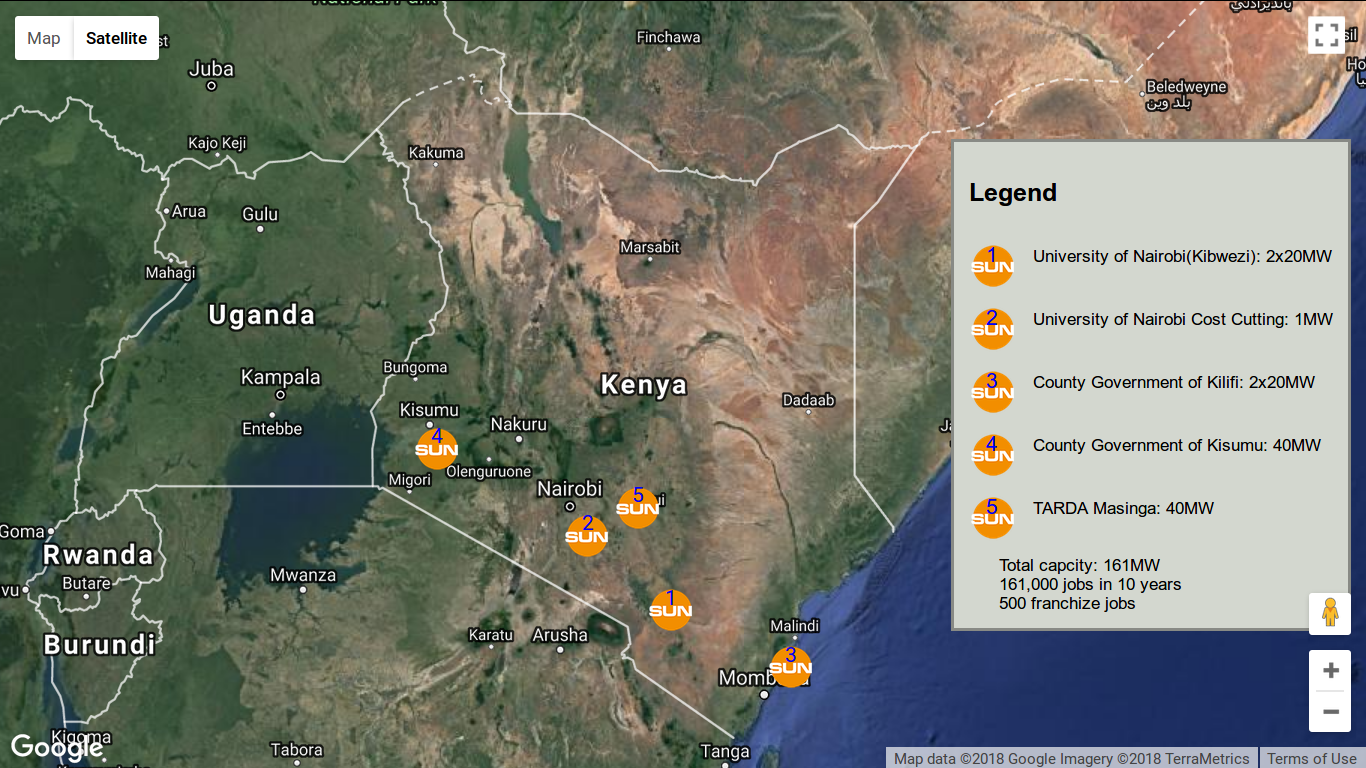 National Park
Map
Satellite
st
Finchawa
Juba
Beledweyne
بلد وين
Kajo Keji
Kakuma
Arua
Gulu
Marsabit
Mahagi
Uganda
Bungoma
Kampala
Kenya
Kisumu
Dadaab
Entebbe
Nakuru
4
SUN
Olenguruone
Migori
Nairobi
5
SUN
ui
2
SUN
Goma
Rwanda
Butare
vu
Mwanza
1
SUN
Burundi
Karatu
Arusha
Malindi
3
SUN
Kigoma
Tabora
Tanga
Google
Legend
1
SUN
University of Nairobi(Kibwezi): 2x20MW
2
SUN
University of Nairobi Cost Cutting: 1MW
3
SUN
County Government of Kilifi: 2x20MW
4
SUN
County Government of Kisumu: 40MW
5
SUN
TARDA Masinga: 40MW
Total capcity: 161MW
161,000 jobs in 10 years
500 franchize jobs
Map data ©2018 Google Imagery ©2018 TerraMetrics
Terms of Use